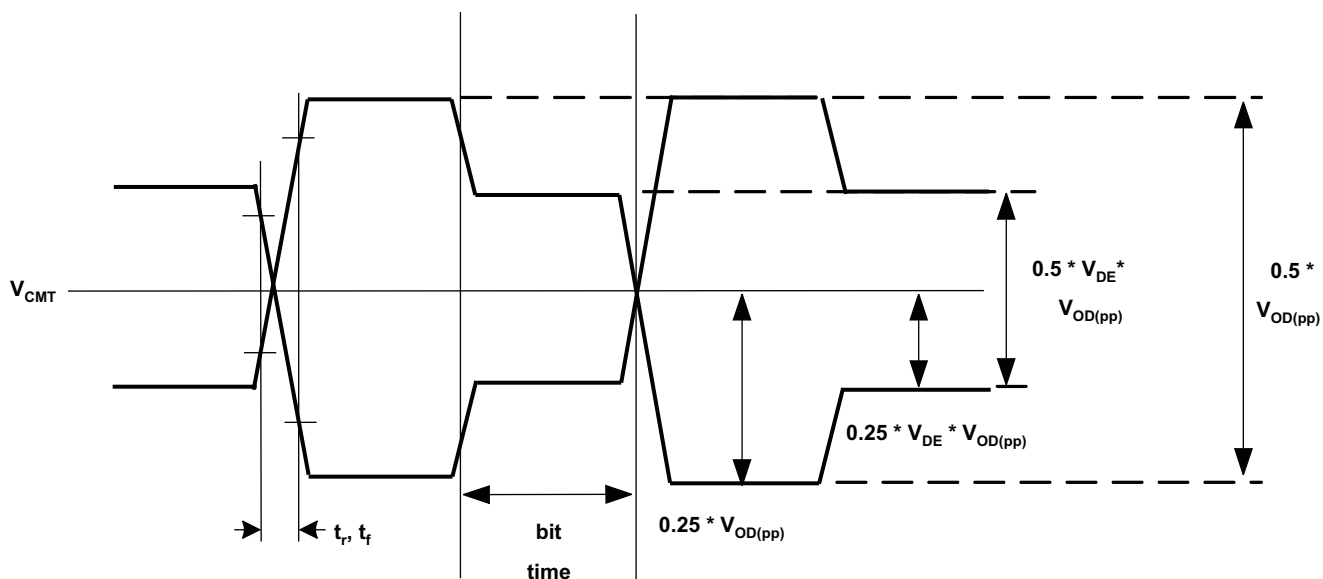 V_CMT
0.5 * V_DE*
V_OD(pp)
0.5 *
V_OD(pp)
0.25 * V_DE * V_OD(pp)
0.25 * V_OD(pp)
t_r, t_f
bit
time